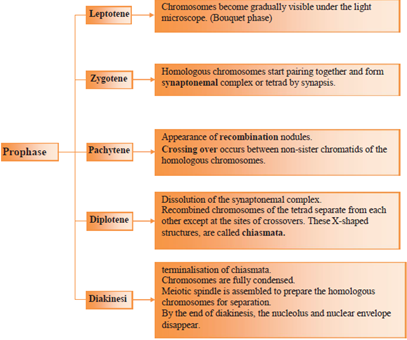 Prophase
Leptotene
Chromosomes become gradually visible under the light
microscope. (Bouquet phase)
Zygotene
Homologous chromosomes start pairing together and form
synaptonemal complex or tetrad by synapsis.
Pachytene
Appearance of recombination nodules.
Crossing over occurs between non-sister chromatids of the
homologous chromosomes.
Diplotene
Dissolution of the synaptonemal complex.
Recombined chromosomes of the tetrad separate from each
other except at the sites of crossovers. These X-shaped
structures, are called chiasmata.
Diakinesi
terminalisation of chiasmata.
Chromosomes are fully condensed.
Meiotic spindle is assembled to prepare the homologous
chromosomes for separation.
By the end of diakinesis, the nucleolus and nuclear envelope
disappear.